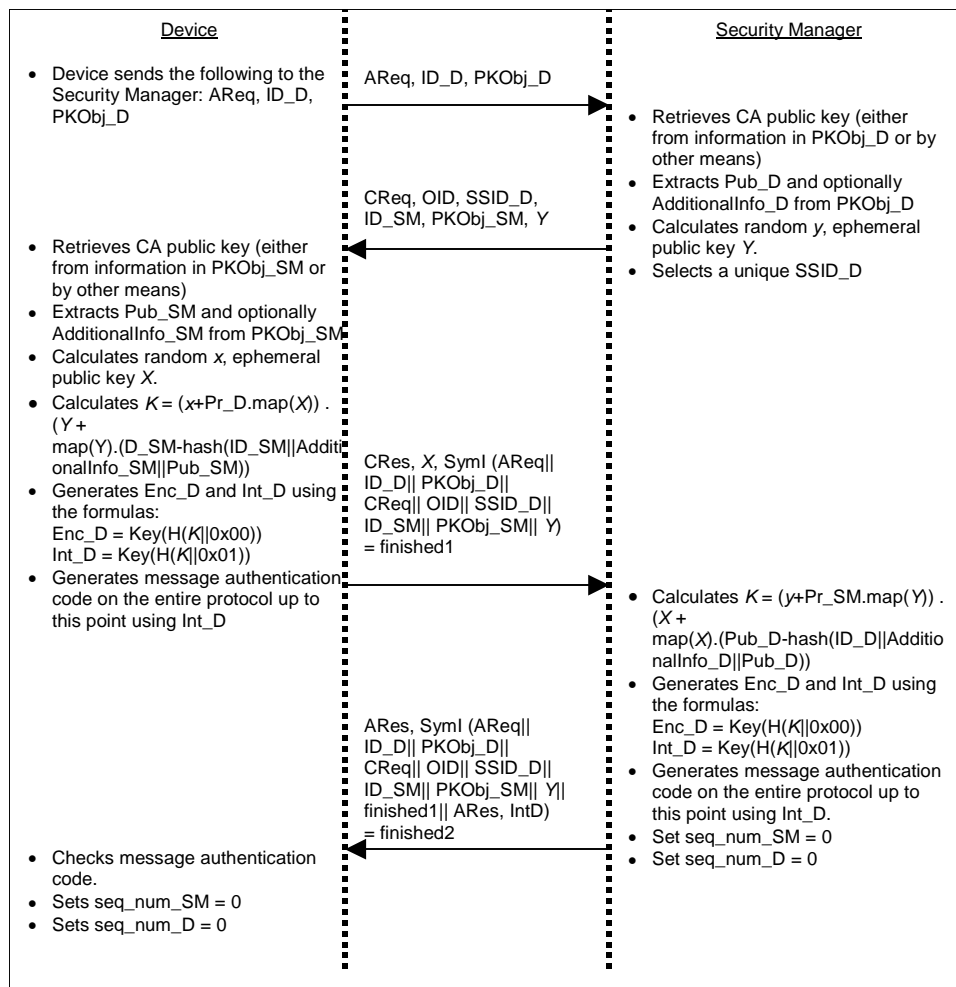 Device
Security Manager
• Device sends the following to the
Security Manager: AReq, ID_D,
PKObj_D
AReq, ID_D, PKObj_D
• Retrieves CA public key (either
from information in PKObj_D or by
other means)
• Extracts Pub_D and optionally
AdditionalInfo_D from PKObj_D
• Calculates random y, ephemeral
public key Y.
• Selects a unique SSID_D
CReq, OID, SSID_D,
ID_SM, PKObj_SM, Y
• Retrieves CA public key (either
from information in PKObj_SM or
by other means)
• Extracts Pub_SM and optionally
AdditionalInfo_SM from PKObj_SM
• Calculates random x, ephemeral
public key X.
• Calculates K = (x+Pr_D.map(X)) .
(Y +
map(Y).(D_SM-hash(ID_SM||Additi
onalInfo_SM||Pub_SM))
• Generates Enc_D and Int_D using
the formulas:
Enc_D = Key(H(K||0x00))
Int_D = Key(H(K||0x01))
• Generates message authentication
code on the entire protocol up to
this point using Int_D
CRes, X, SymI (AReq||
ID_D|| PKObj_D||
CReq|| OID|| SSID_D||
ID_SM|| PKObj_SM|| Y)
= finished1
• Calculates K = (y+Pr_SM.map(Y)) .
(X +
map(X).(Pub_D-hash(ID_D||Additio
nalInfo_D||Pub_D))
• Generates Enc_D and Int_D using
the formulas:
Enc_D = Key(H(K||0x00))
Int_D = Key(H(K||0x01))
• Generates message authentication
code on the entire protocol up to
this point using Int_D.
• Set seq_num_SM = 0
• Set seq_num_D = 0
ARes, SymI (AReq||
ID_D|| PKObj_D||
CReq|| OID|| SSID_D||
ID_SM|| PKObj_SM|| Y||
finished1|| ARes, IntD)
= finished2
• Checks message authentication
code.
• Sets seq_num_SM = 0
• Sets seq_num_D = 0